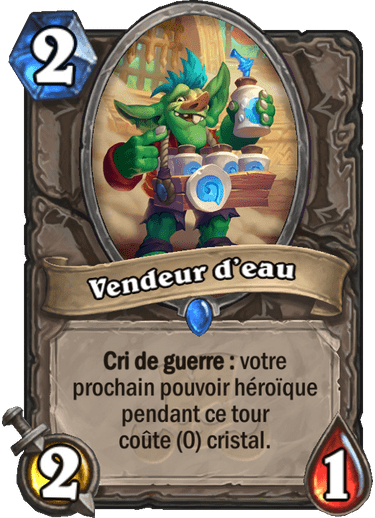 2
Vendeur d'eau
Cri de guerre : votre
prochain pouvoir héroïque
pendant ce tour
coûte (0) cristal.
2
1